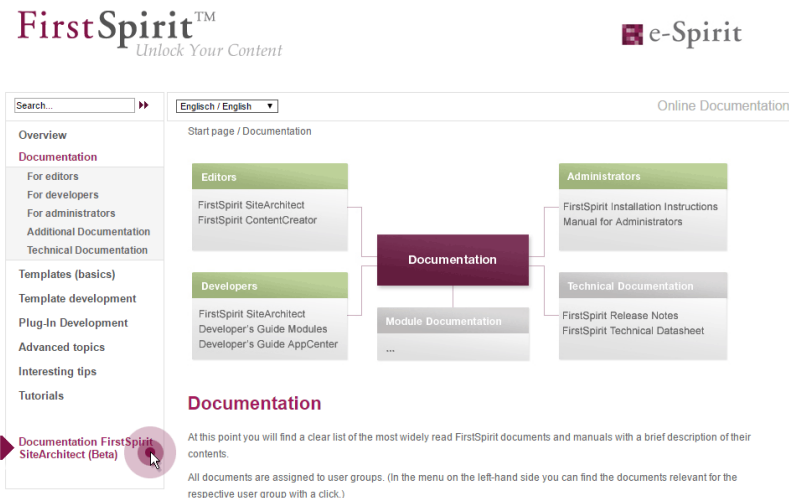 FirstSpirit™
Unlock Your Content
e-Spirit
Search...
Englisch / English
Online Documentation
Overview
Documentation
For editors
For developers
For administrators
Additional Documentation
Technical Documentation
Templates (basics)
Template development
Plug-In Development
Advanced topics
Interesting tips
Tutorials
Documentation FirstSpirit
SiteArchitect (Beta)
Start page / Documentation
Editors
FirstSpirit SiteArchitect
FirstSpirit ContentCreator
Administrators
FirstSpirit Installation Instructions
Manual for Administrators
Documentation
Developers
FirstSpirit SiteArchitect
Developer's Guide Modules
Developer's Guide AppCenter
Module Documentation
...
Technical Documentation
FirstSpirit Release Notes
FirstSpirit Technical Datasheet
Documentation
At this point you will find a clear list of the most widely read FirstSpirit documents and manuals with a brief description of their
contents.
All documents are assigned to user groups. (In the menu on the left-hand side you can find the documents relevant for the
respective user group with a click.)